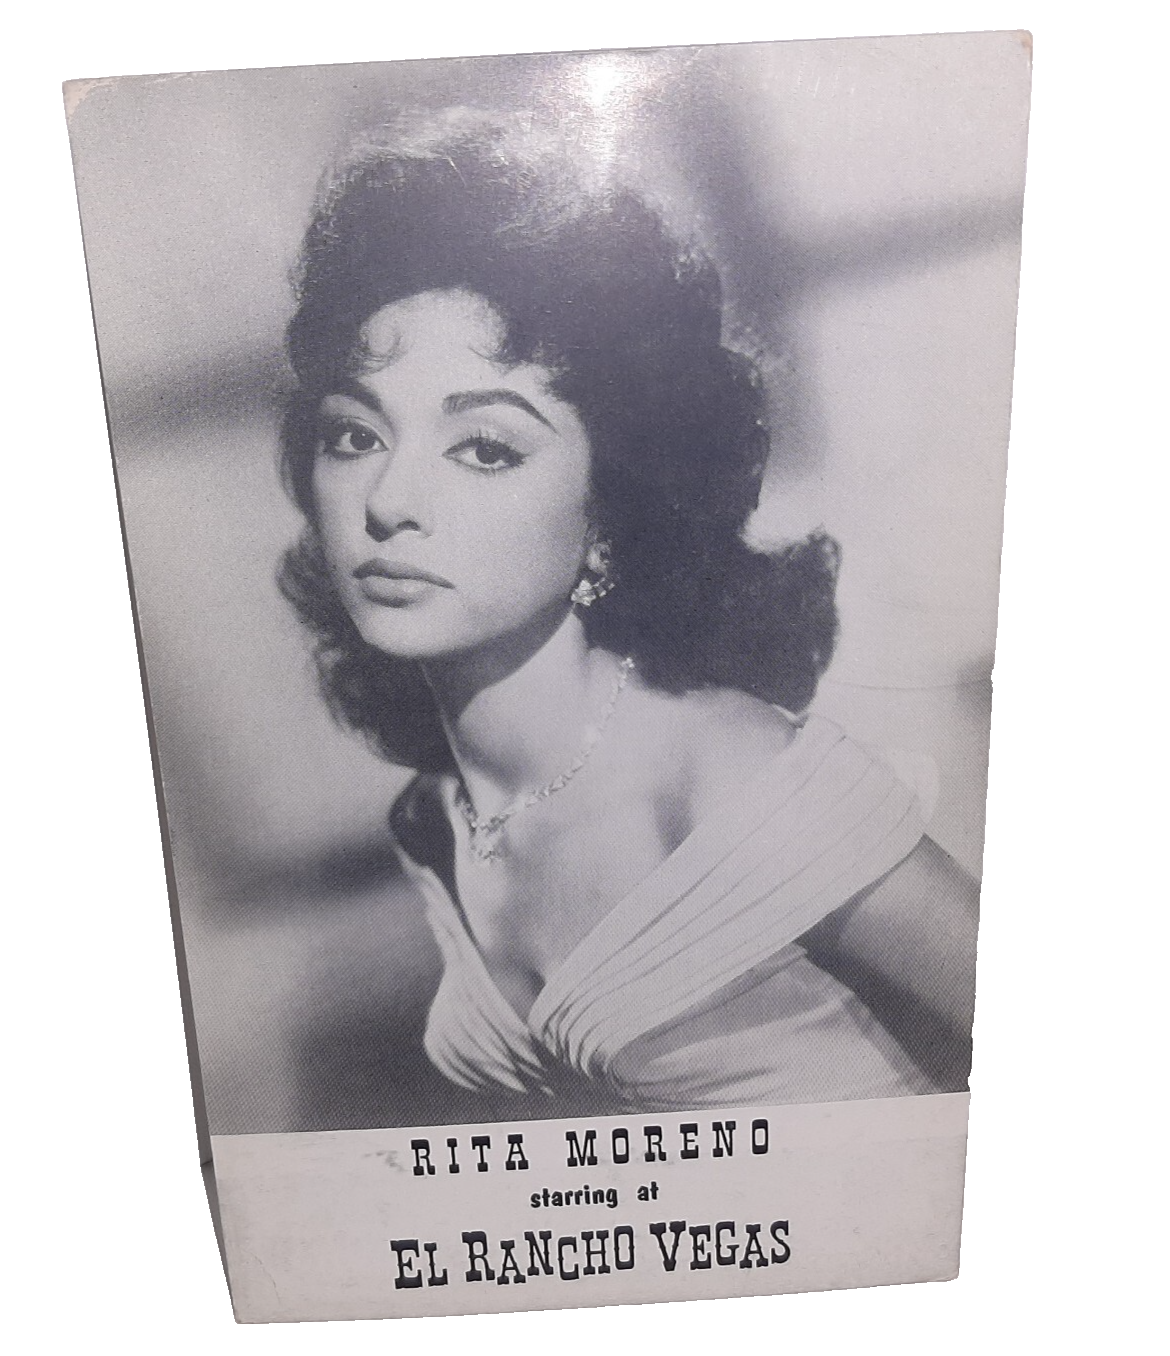 RITA MORENO
starring at
EL RANCHO VEGAS